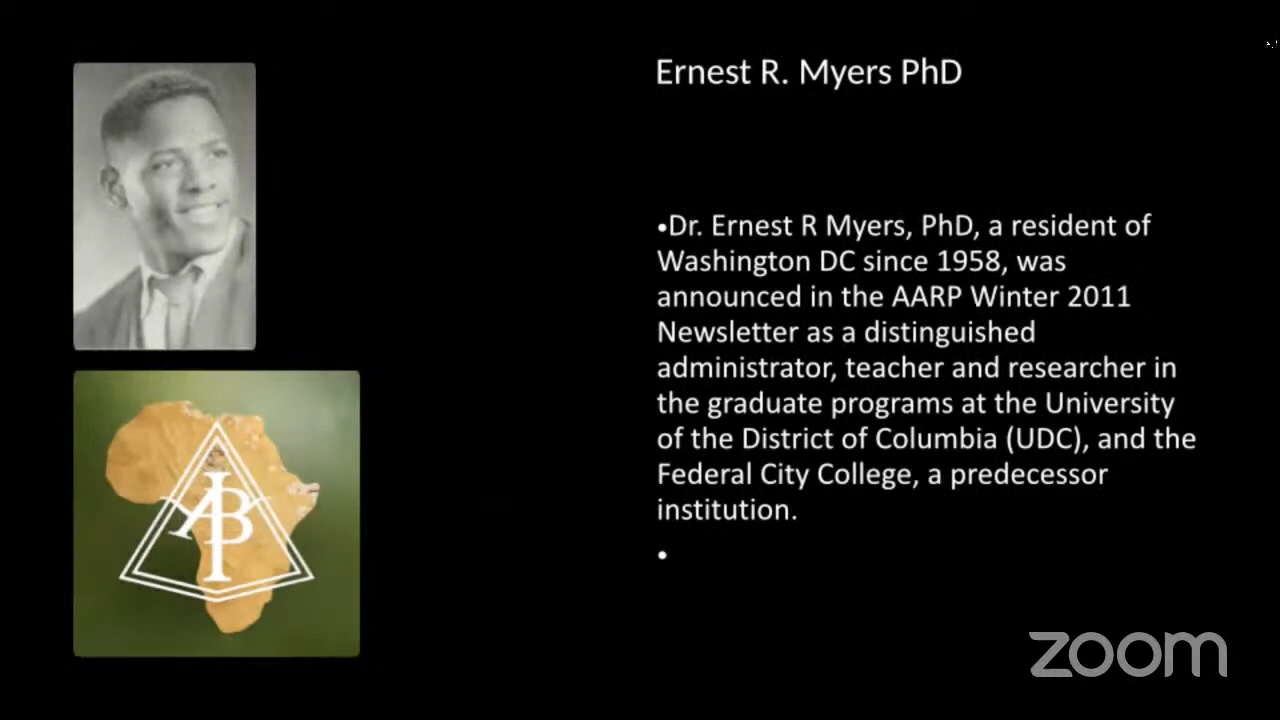 Ernest R. Myers PhD
•Dr. Ernest R Myers, PhD, a resident of
Washington DC since 1958, was
announced in the AARP Winter 2011
Newsletter as a distinguished
administrator, teacher and researcher in
the graduate programs at the University
of the District of Columbia (UDC), and the
Federal City College, a predecessor
institution.
•
ABP
zoom